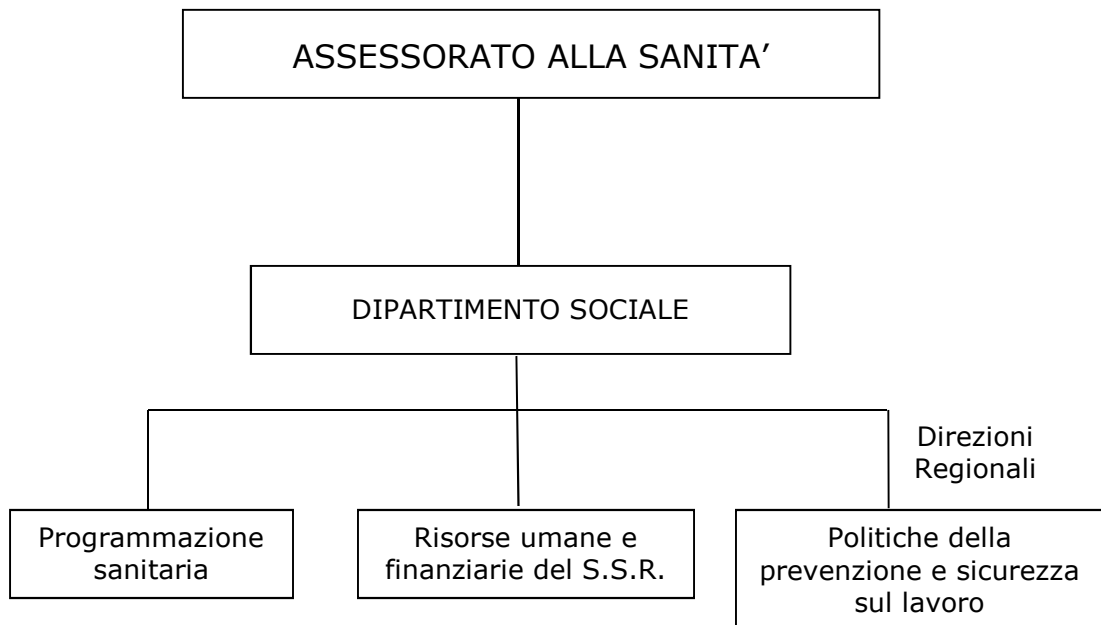 ASSESSORATO ALLA SANITA’
DIPARTIMENTO SOCIALE
Direzioni
Regionali
Programmazione
sanitaria
Risorse umane e
finanziarie del S.S.R.
Politiche della
prevenzione e sicurezza
sul lavoro